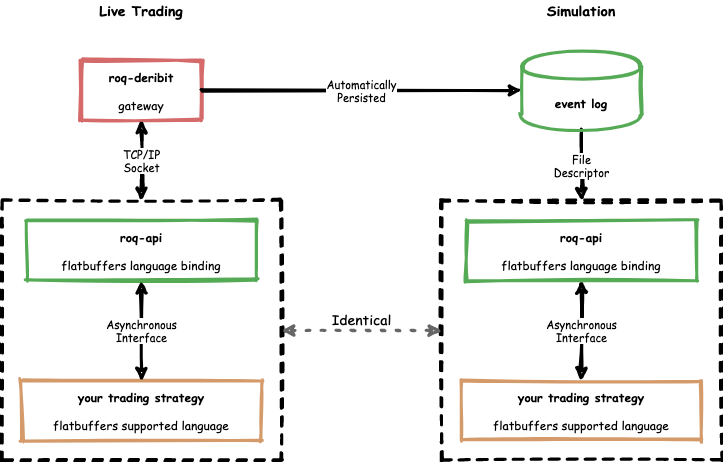 Live Trading
Simulation
roq-deribit
gateway
Automatically
Persisted
event log
TCP/IP
Socket
File
Descriptor
roq-api
flatbuffers language binding
roq-api
flatbuffers language binding
Asynchronous
Interface
Identical
Asynchronous
Interface
your trading strategy
flatbuffers supported language
your trading strategy
flatbuffers supported language